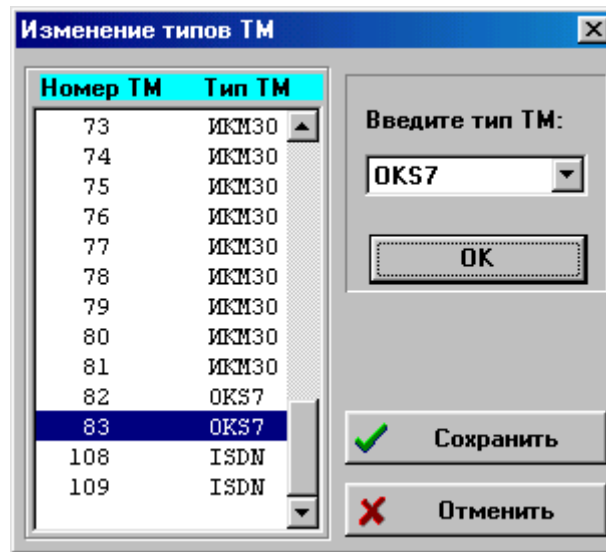 Изменение типов ТМ
Номер ТМ Тип ТМ
73 ИКМ30
74 ИКМ30
75 ИКМ30
76 ИКМ30
77 ИКМ30
78 ИКМ30
79 ИКМ30
80 ИКМ30
81 ИКМ30
82 OKS7
83 OKS7
108 ISDN
109 ISDN
Введите тип ТМ:
OKS7
OK
Сохранить
Отменить